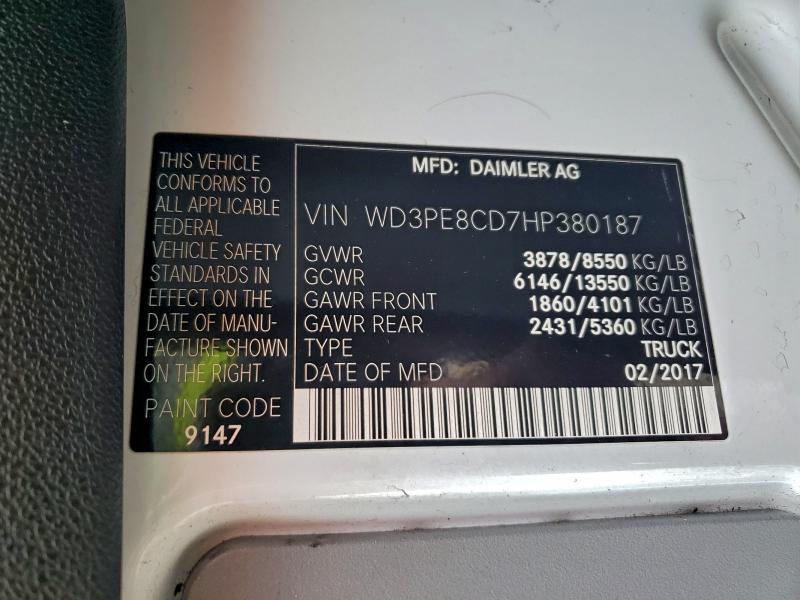 THIS VEHICLE
CONFORMS TO
ALL APPLICABLE
FEDERAL
VEHICLE SAFETY
STANDARDS IN
EFFECT ON THE
DATE OF MANU-
FACTURE SHOWN
ON THE RIGHT.
PAINT CODE
9147
MFD: DAIMLER AG
VIN WD3PE8CD7HP380187
GVWR 3878/8550 KG/LB
GCWR 6146/13550 KG/LB
GAWR FRONT 1860/4101 KG/LB
GAWR REAR 2431/5360 KG/LB
TYPE TRUCK
DATE OF MFD 02/2017